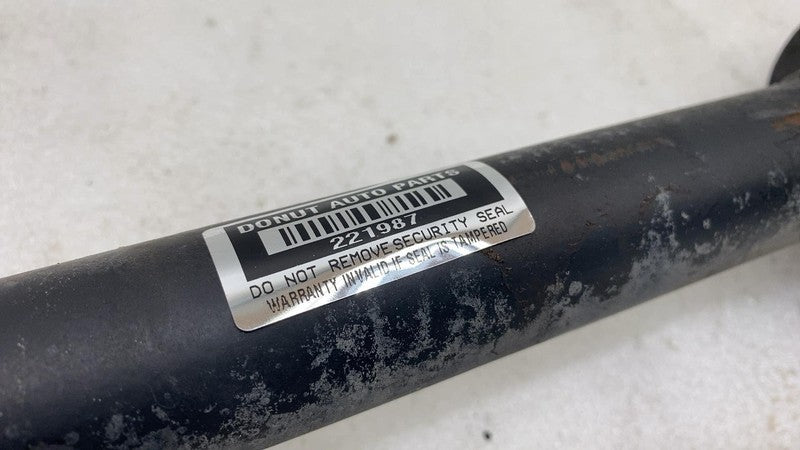 DONUT AUTO PARTS
221987
DO NOT REMOVE SECURITY SEAL
WARRANTY INVALID IF SEAL IS TAMPERED